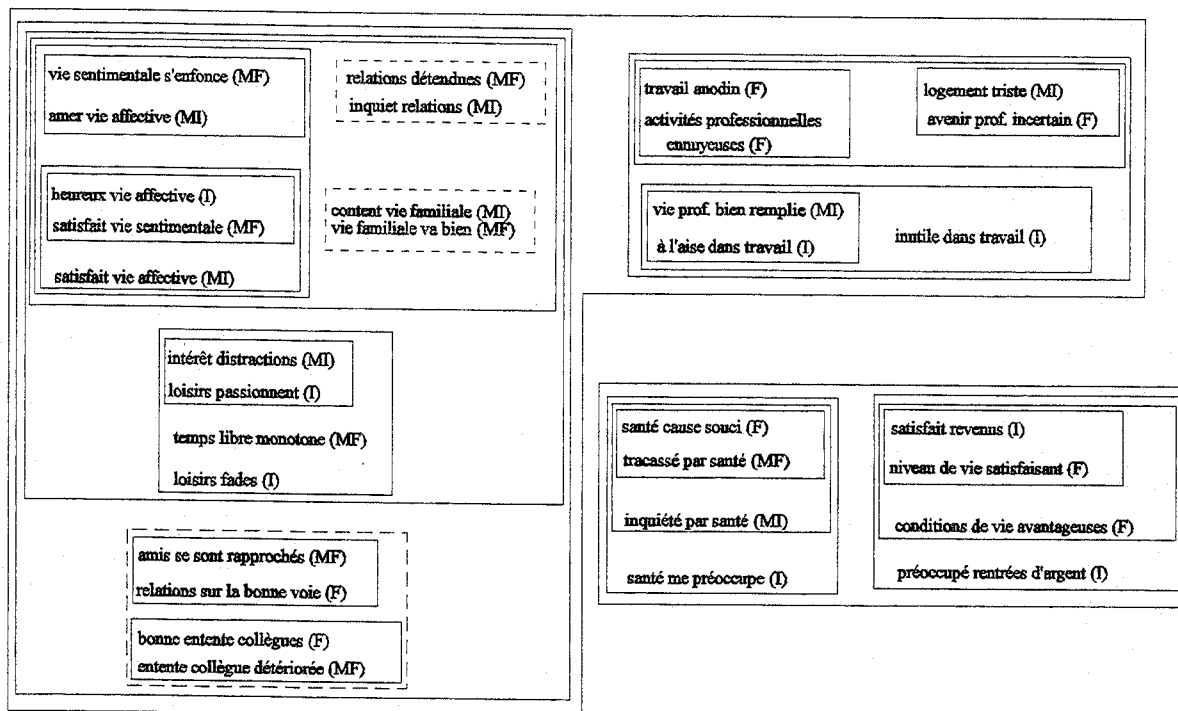 vie sentimentale s'enfonce (MF)
amer vie affective (MI)
relations détendnes (MF)
inquiet relations (MI)
heureux vie affective (I)
satisfait vie sentimentale (MF)
satisfait vie affective (MI)
content vie familiale (MI)
vie familiale va bien (MF)
intérêt distractions (MI)
loisirs passionnent (I)
temps libre monotone (MF)
loisirs fades (I)
amis se sont rapprochés (MF)
relations sur la bonne voie (F)
bonne entente collègues (F)
entente collègue détériorée (MF)
travail anodin (F)
activités professionnelles
ennuyeuses (F)
logement triste (MI)
avenir prof. incertain (F)
vie prof. bien remplie (MI)
à l'aise dans travail (I)
inutile dans travail (I)
santé cause souci (F)
tracassé par santé (MF)
inquiété par santé (MI)
santé me préoccupe (I)
satisfait revenus (I)
niveau de vie satisfaisant (F)
conditions de vie avantageuses (F)
préoccupé rentrées d'argent (I)